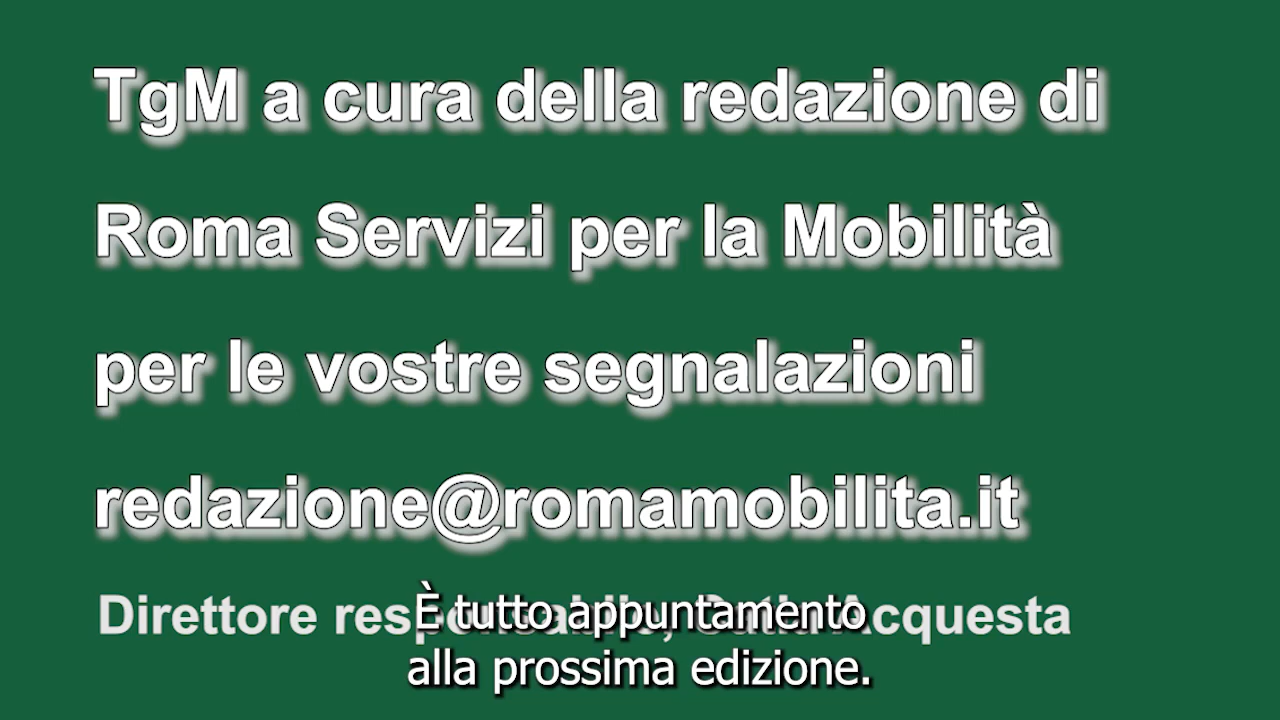 TgM a cura della redazione di
Roma Servizi per la Mobilità
per le vostre segnalazioni
redazione@romamobilita.it
Direttore responsabile, Acquesta
È tutto appuntamento
alla prossima edizione.